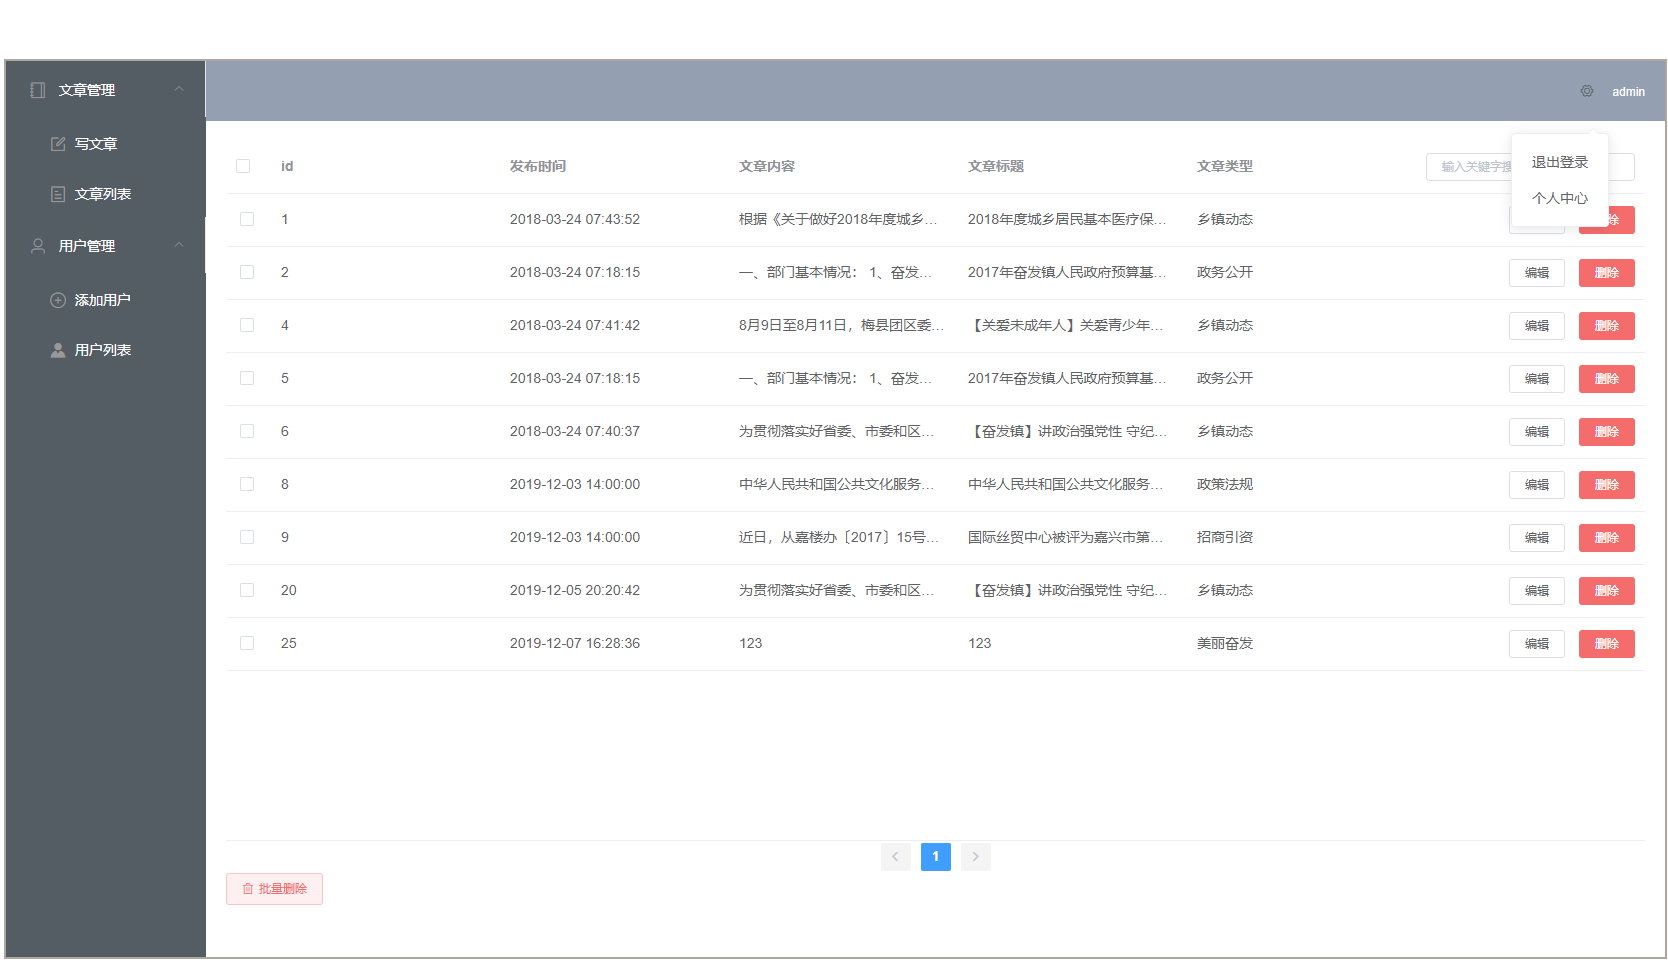 文章管理
写文章
文章列表
用户管理
添加用户
用户列表
admin
退出登录
个人中心
id 发布时间 文章内容 文章标题 文章类型 输入关键字搜
1 2018-03-24 07:43:52 根据《关于做好2018年度城乡... 2018年度城乡居民基本医疗保... 乡镇动态 除
2 2018-03-24 07:18:15 一、部门基本情况： 1、奋发... 2017年奋发镇人民政府预算基... 政务公开 编辑 删除
4 2018-03-24 07:41:42 8月9日至8月11日，梅县团区委... 【关爱未成年人】关爱青少年... 乡镇动态 编辑 删除
5 2018-03-24 07:18:15 一、部门基本情况： 1、奋发... 2017年奋发镇人民政府预算基... 政务公开 编辑 删除
6 2018-03-24 07:40:37 为贯彻落实好省委、市委和区... 【奋发镇】讲政治强党性 守纪... 乡镇动态 编辑 删除
8 2019-12-03 14:00:00 中华人民共和国公共文化服务... 中华人民共和国公共文化服务... 政策法规 编辑 删除
9 2019-12-03 14:00:00 近日，从嘉楼办〔2017〕15号... 国际丝贸中心被评为嘉兴市第... 招商引资 编辑 删除
20 2019-12-05 20:20:42 为贯彻落实好省委、市委和区... 【奋发镇】讲政治强党性 守纪... 乡镇动态 编辑 删除
25 2019-12-07 16:28:36 123 123 美丽奋发 编辑 删除
1
批量删除